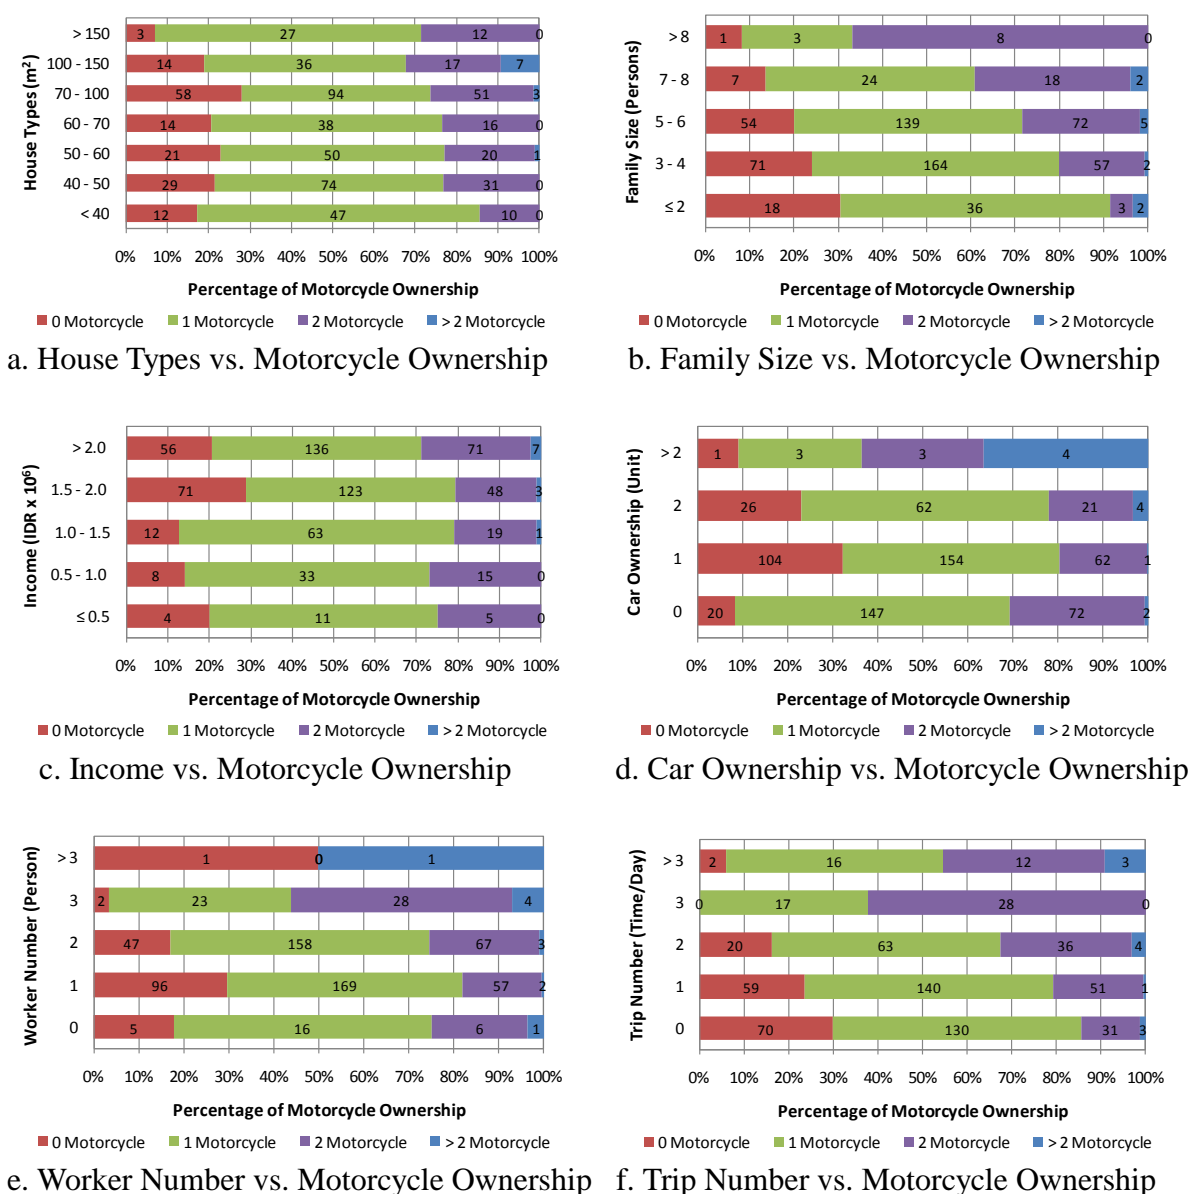 House Types (m²)
> 150 3 27 12 0
100 - 150 14 36 17 7
70 - 100 58 94 51 3
60 - 70 14 38 16 0
50 - 60 21 50 20 1
40 - 50 29 74 31 0
< 40 12 47 10 0
0% 10% 20% 30% 40% 50% 60% 70% 80% 90% 100%
Percentage of Motorcycle Ownership
0 Motorcycle 1 Motorcycle 2 Motorcycle > 2 Motorcycle
a. House Types vs. Motorcycle Ownership
Family Size (Persons)
> 8 1 3 8 0
7 - 8 7 24 18 2
5 - 6 54 139 72 5
3 - 4 71 164 57 2
≤ 2 18 36 3 2
0% 10% 20% 30% 40% 50% 60% 70% 80% 90% 100%
Percentage of Motorcycle Ownership
0 Motorcycle 1 Motorcycle 2 Motorcycle > 2 Motorcycle
b. Family Size vs. Motorcycle Ownership
Income (IDR x 10⁶)
> 2.0 56 136 71 7
1.5 - 2.0 71 123 48 3
1.0 - 1.5 12 63 19 1
0.5 - 1.0 8 33 15 0
≤ 0.5 4 11 5 0
0% 10% 20% 30% 40% 50% 60% 70% 80% 90% 100%
Percentage of Motorcycle Ownership
0 Motorcycle 1 Motorcycle 2 Motorcycle > 2 Motorcycle
c. Income vs. Motorcycle Ownership
Car Ownership (Unit)
> 2 1 3 3 4
2 26 62 21 4
1 104 154 62 1
0 20 147 72 2
0% 10% 20% 30% 40% 50% 60% 70% 80% 90% 100%
Percentage of Motorcycle Ownership
0 Motorcycle 1 Motorcycle 2 Motorcycle > 2 Motorcycle
d. Car Ownership vs. Motorcycle Ownership
Worker Number (Person)
> 3 1 0 1
3 2 23 28 4
2 47 158 67 3
1 96 169 57 2
0 5 16 6 1
0% 10% 20% 30% 40% 50% 60% 70% 80% 90% 100%
Percentage of Motorcycle Ownership
0 Motorcycle 1 Motorcycle 2 Motorcycle > 2 Motorcycle
e. Worker Number vs. Motorcycle Ownership
Trip Number (Time/Day)
> 3 2 16 12 3
3 0 17 28 0
2 20 63 36 4
1 59 140 51 1
0 70 130 31 3
0% 10% 20% 30% 40% 50% 60% 70% 80% 90% 100%
Percentage of Motorcycle Ownership
0 Motorcycle 1 Motorcycle 2 Motorcycle > 2 Motorcycle
f. Trip Number vs. Motorcycle Ownership